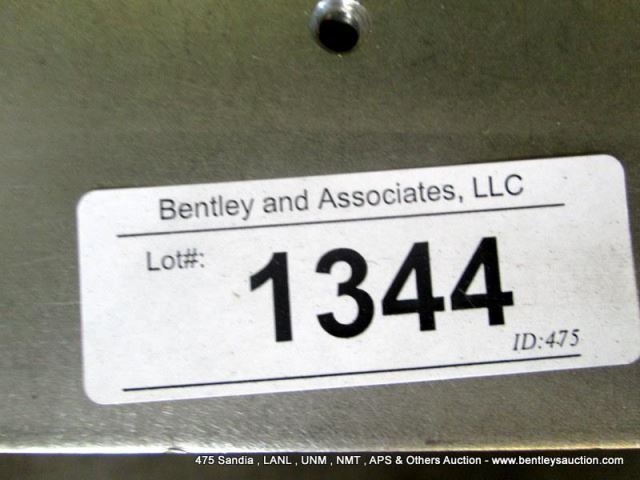 Bentley and Associates, LLC
Lot#:
1344
ID:475
475 Sandia , LANL , UNM , NMT , APS & Others Auction - www.bentleysauction.com